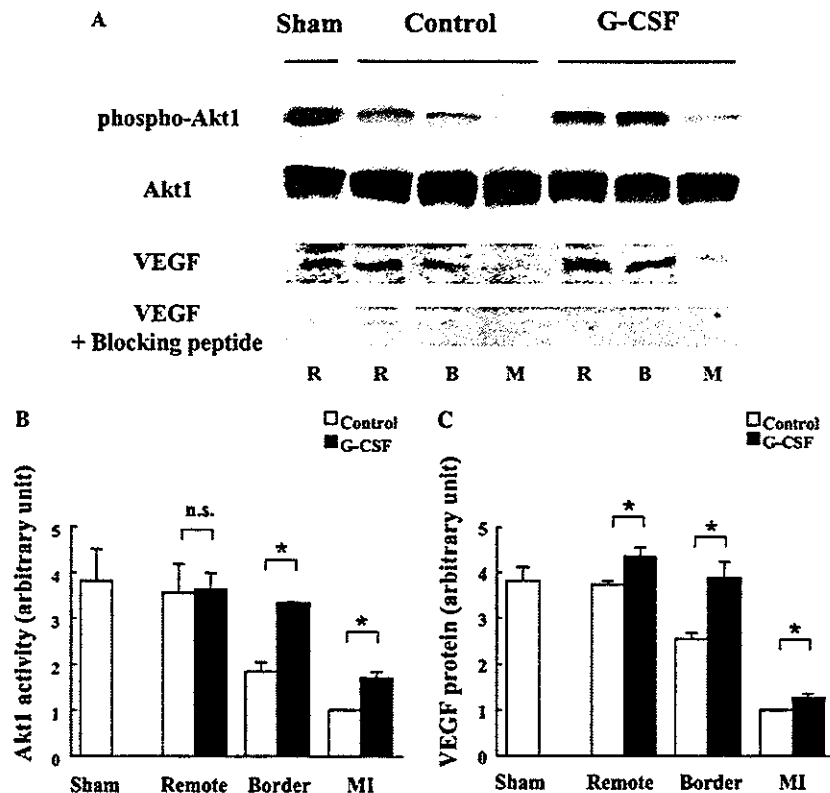 A
Sham Control G-CSF
phospho-Akt1
Akt1
VEGF
VEGF
+ Blocking peptide
R R B M R B M
B
Control
G-CSF
Akt1 activity (arbitrary unit)
5
4
3
2
1
0
n.s.
*
*
Sham Remote Border MI
C
Control
G-CSF
VEGF protein (arbitrary unit)
5
4
3
2
1
0
*
*
*
Sham Remote Border MI